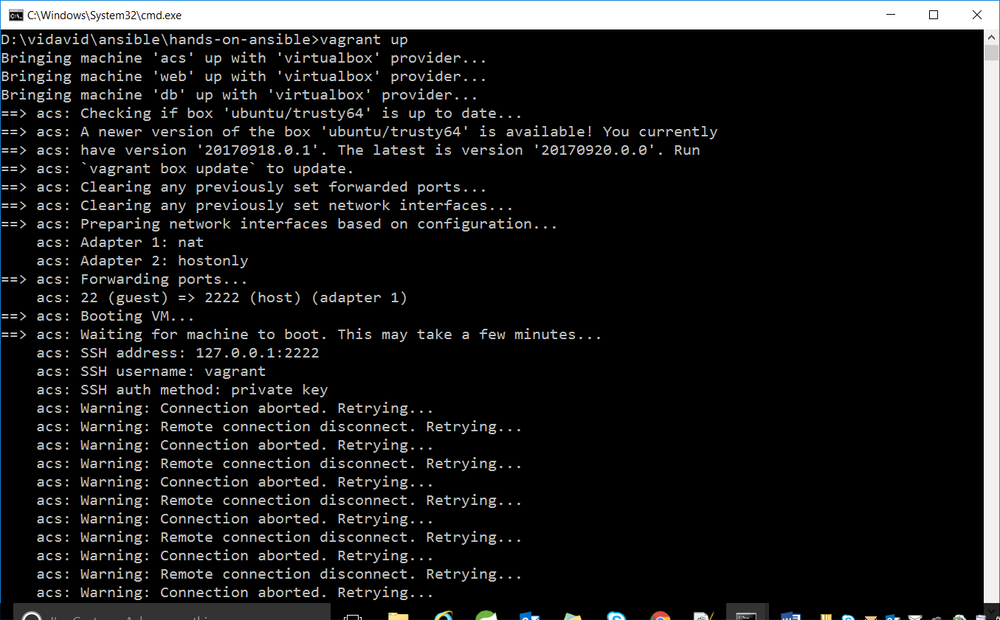 C:\Windows\System32\cmd.exe
D:\vidavid\ansible\hands-on-ansible>vagrant up
Bringing machine 'acs' up with 'virtualbox' provider...
Bringing machine 'web' up with 'virtualbox' provider...
Bringing machine 'db' up with 'virtualbox' provider...
==> acs: Checking if box 'ubuntu/trusty64' is up to date...
==> acs: A newer version of the box 'ubuntu/trusty64' is available! You currently
==> acs: have version '20170918.0.1'. The latest is version '20170920.0.0'. Run
==> acs: `vagrant box update` to update.
==> acs: Clearing any previously set forwarded ports...
==> acs: Clearing any previously set network interfaces...
==> acs: Preparing network interfaces based on configuration...
    acs: Adapter 1: nat
    acs: Adapter 2: hostonly
==> acs: Forwarding ports...
    acs: 22 (guest) => 2222 (host) (adapter 1)
==> acs: Booting VM...
==> acs: Waiting for machine to boot. This may take a few minutes...
    acs: SSH address: 127.0.0.1:2222
    acs: SSH username: vagrant
    acs: SSH auth method: private key
    acs: Warning: Connection aborted. Retrying...
    acs: Warning: Remote connection disconnect. Retrying...
    acs: Warning: Connection aborted. Retrying...
    acs: Warning: Remote connection disconnect. Retrying...
    acs: Warning: Connection aborted. Retrying...
    acs: Warning: Remote connection disconnect. Retrying...
    acs: Warning: Connection aborted. Retrying...
    acs: Warning: Remote connection disconnect. Retrying...
    acs: Warning: Connection aborted. Retrying...
    acs: Warning: Remote connection disconnect. Retrying...
    acs: Warning: Connection aborted. Retrying...